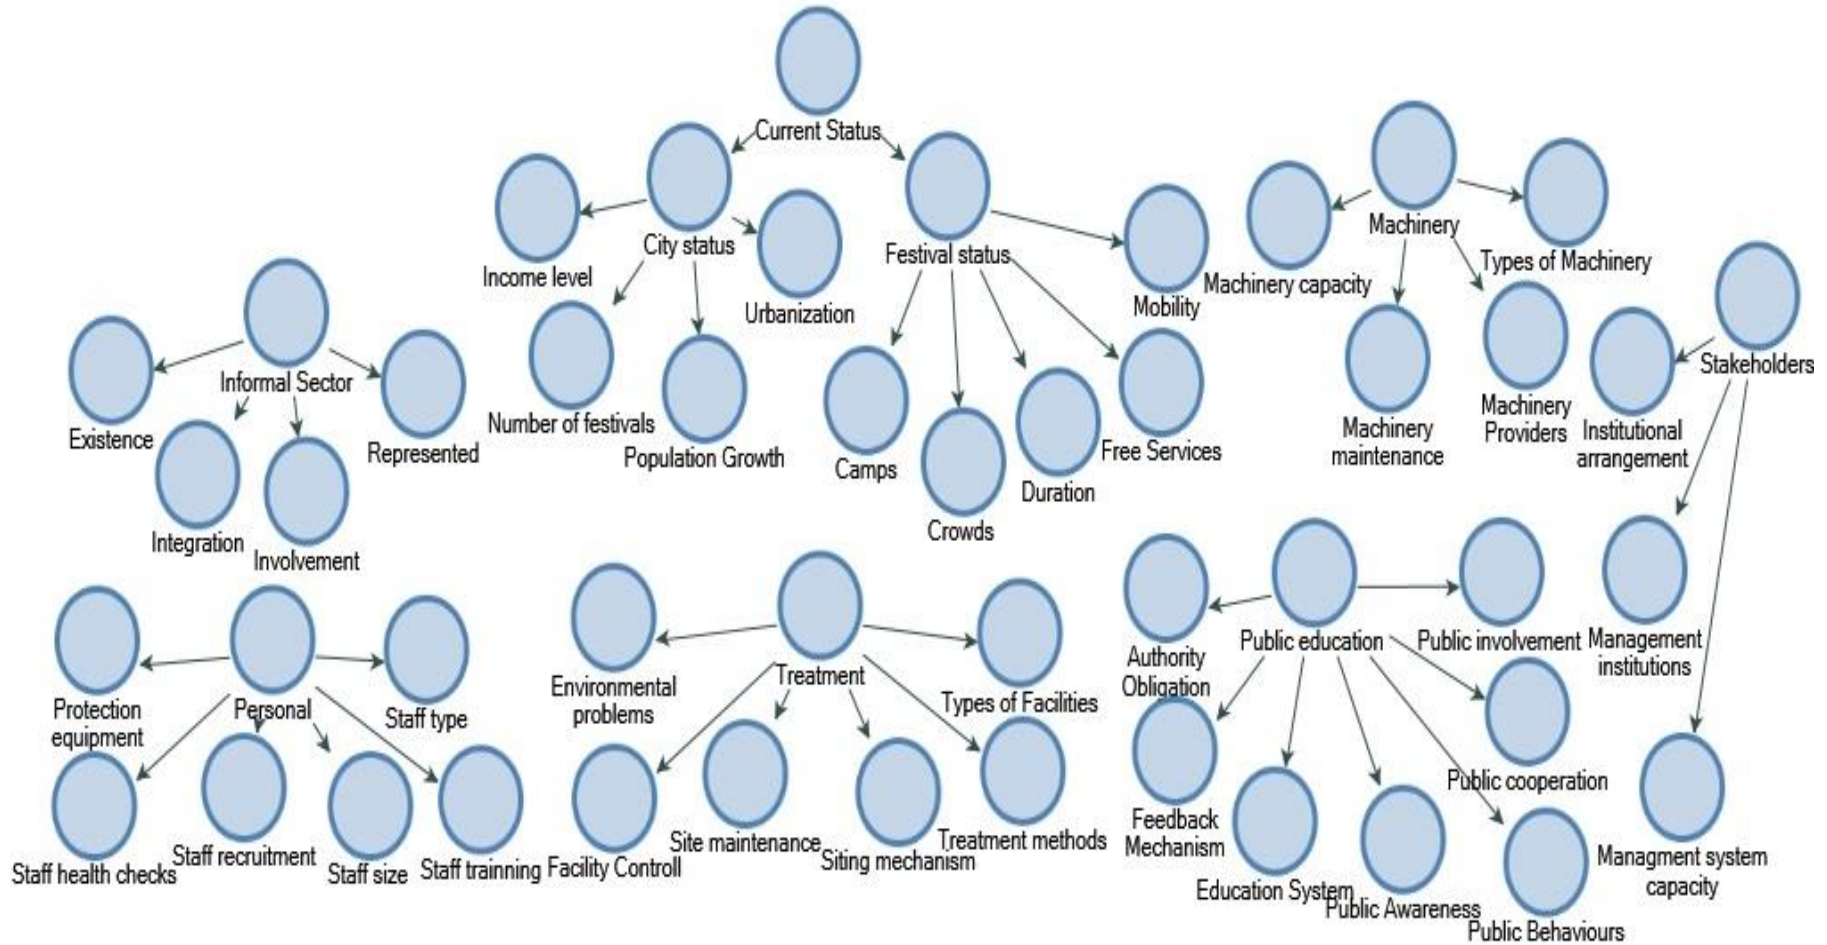 Current Status
City status
Festival status
Income level
Number of festivals
Population Growth
Urbanization
Camps
Crowds
Duration
Free Services
Mobility
Machinery
Machinery capacity
Machinery
maintenance
Machinery
Providers
Types of Machinery
Stakeholders
Institutional
arrangement
Management
institutions
Managment system
capacity
Informal Sector
Existence
Integration
Involvement
Represented
Personal
Protection
equipment
Staff health checks
Staff recruitment
Staff size
Staff trainning
Staff type
Treatment
Environmental
problems
Facility Controll
Site maintenance
Siting mechanism
Treatment methods
Types of Facilities
Public education
Authority
Obligation
Feedback
Mechanism
Education System
Public Awareness
Public Behaviours
Public cooperation
Public involvement